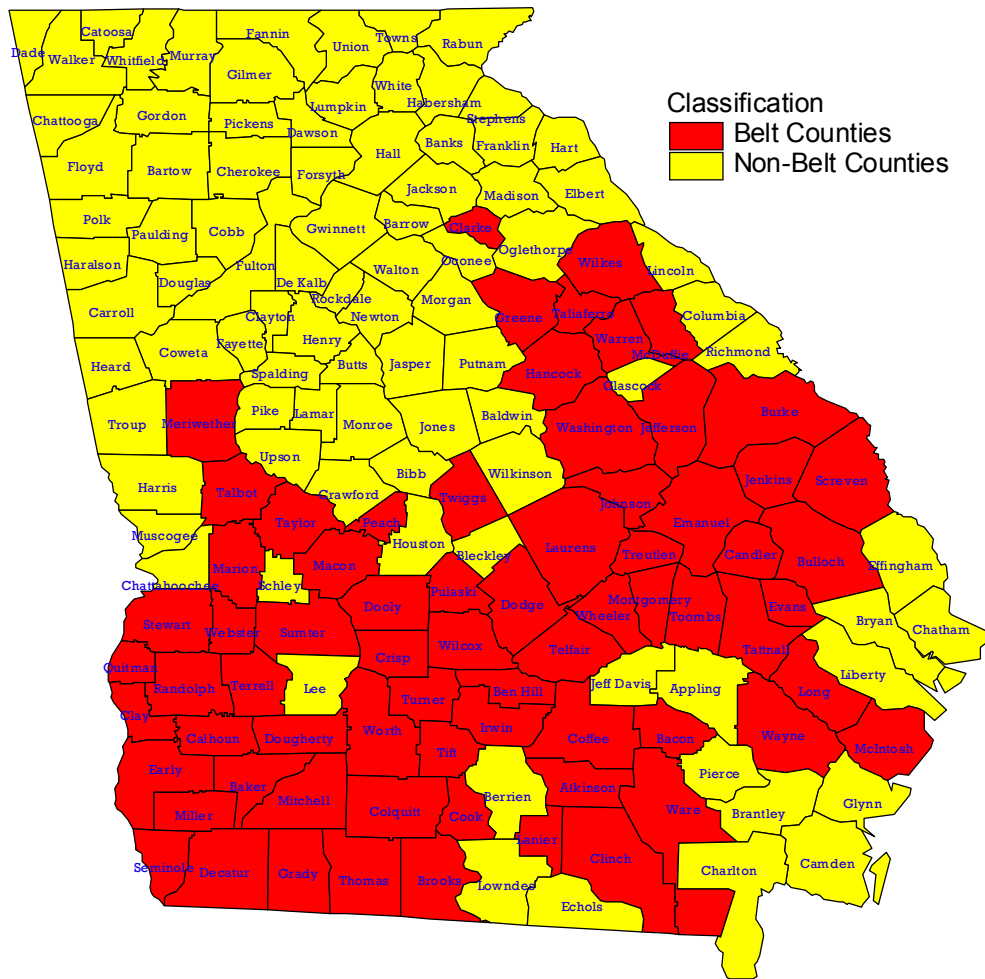 Classification
Belt Counties
Non-Belt Counties
Dade
Catoosa
Walker
Whitfield
Murray
Fannin
Union
Towns
Rabun
Gilmer
White
Lumpkin
Habersham
Stephens
Chattooga
Gordon
Pickens
Dawson
Hall
Banks
Franklin
Hart
Floyd
Bartow
Cherokee
Forsyth
Jackson
Madison
Elbert
Polk
Paulding
Cobb
Gwinnett
Barrow
Clarke
Oglethorpe
Haralson
Douglas
Fulton
De Kalb
Walton
Oconee
Wilkes
Lincoln
Carroll
Clayton
Rockdale
Newton
Morgan
Greene
Taliaferro
Columbia
Heard
Coweta
Fayette
Henry
Spalding
Butts
Jasper
Putnam
Hancock
Warren
McDuffie
Richmond
Glascock
Troup
Meriwether
Pike
Lamar
Monroe
Jones
Baldwin
Washington
Jefferson
Burke
Upson
Bibb
Wilkinson
Harris
Talbot
Crawford
Twiggs
Johnson
Jenkins
Screven
Muscogee
Taylor
Peach
Houston
Bleckley
Laurens
Emanuel
Treutlen
Candler
Bulloch
Effingham
Chattahoochee
Marion
Schley
Macon
Dooly
Pulaski
Dodge
Wheeler
Montgomery
Toombs
Evans
Bryan
Chatham
Stewart
Webster
Sumter
Crisp
Wilcox
Telfair
Tattnal
Quitman
Randolph
Terrell
Lee
Turner
Ben Hill
Jeff Davis
Appling
Long
Liberty
Clay
Calhoun
Dougherty
Worth
Tift
Irwin
Coffee
Bacon
Wayne
McIntosh
Early
Baker
Mitchell
Colquitt
Cook
Berrien
Atkinson
Pierce
Ware
Brantley
Glynn
Miller
Lanier
Clinch
Charlton
Camden
Seminole
Decatur
Grady
Thomas
Brooks
Lowndes
Echols